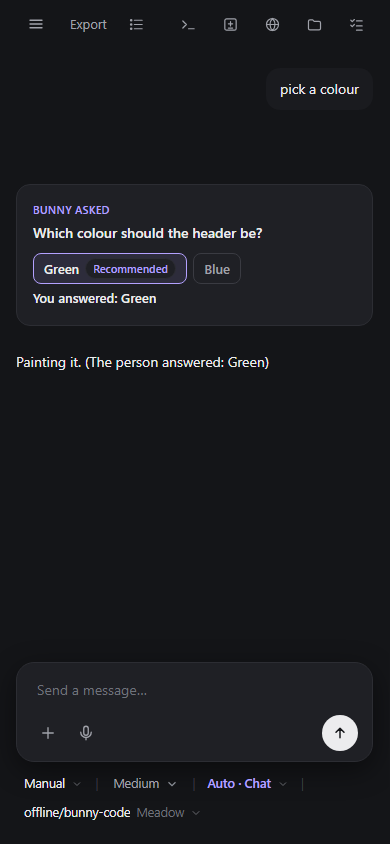 Export
pick a colour
BUNNY ASKED
Which colour should the header be?
Green Recommended Blue
You answered: Green
Painting it. (The person answered: Green)
Send a message...
Manual Medium Auto · Chat
offline/bunny-code Meadow